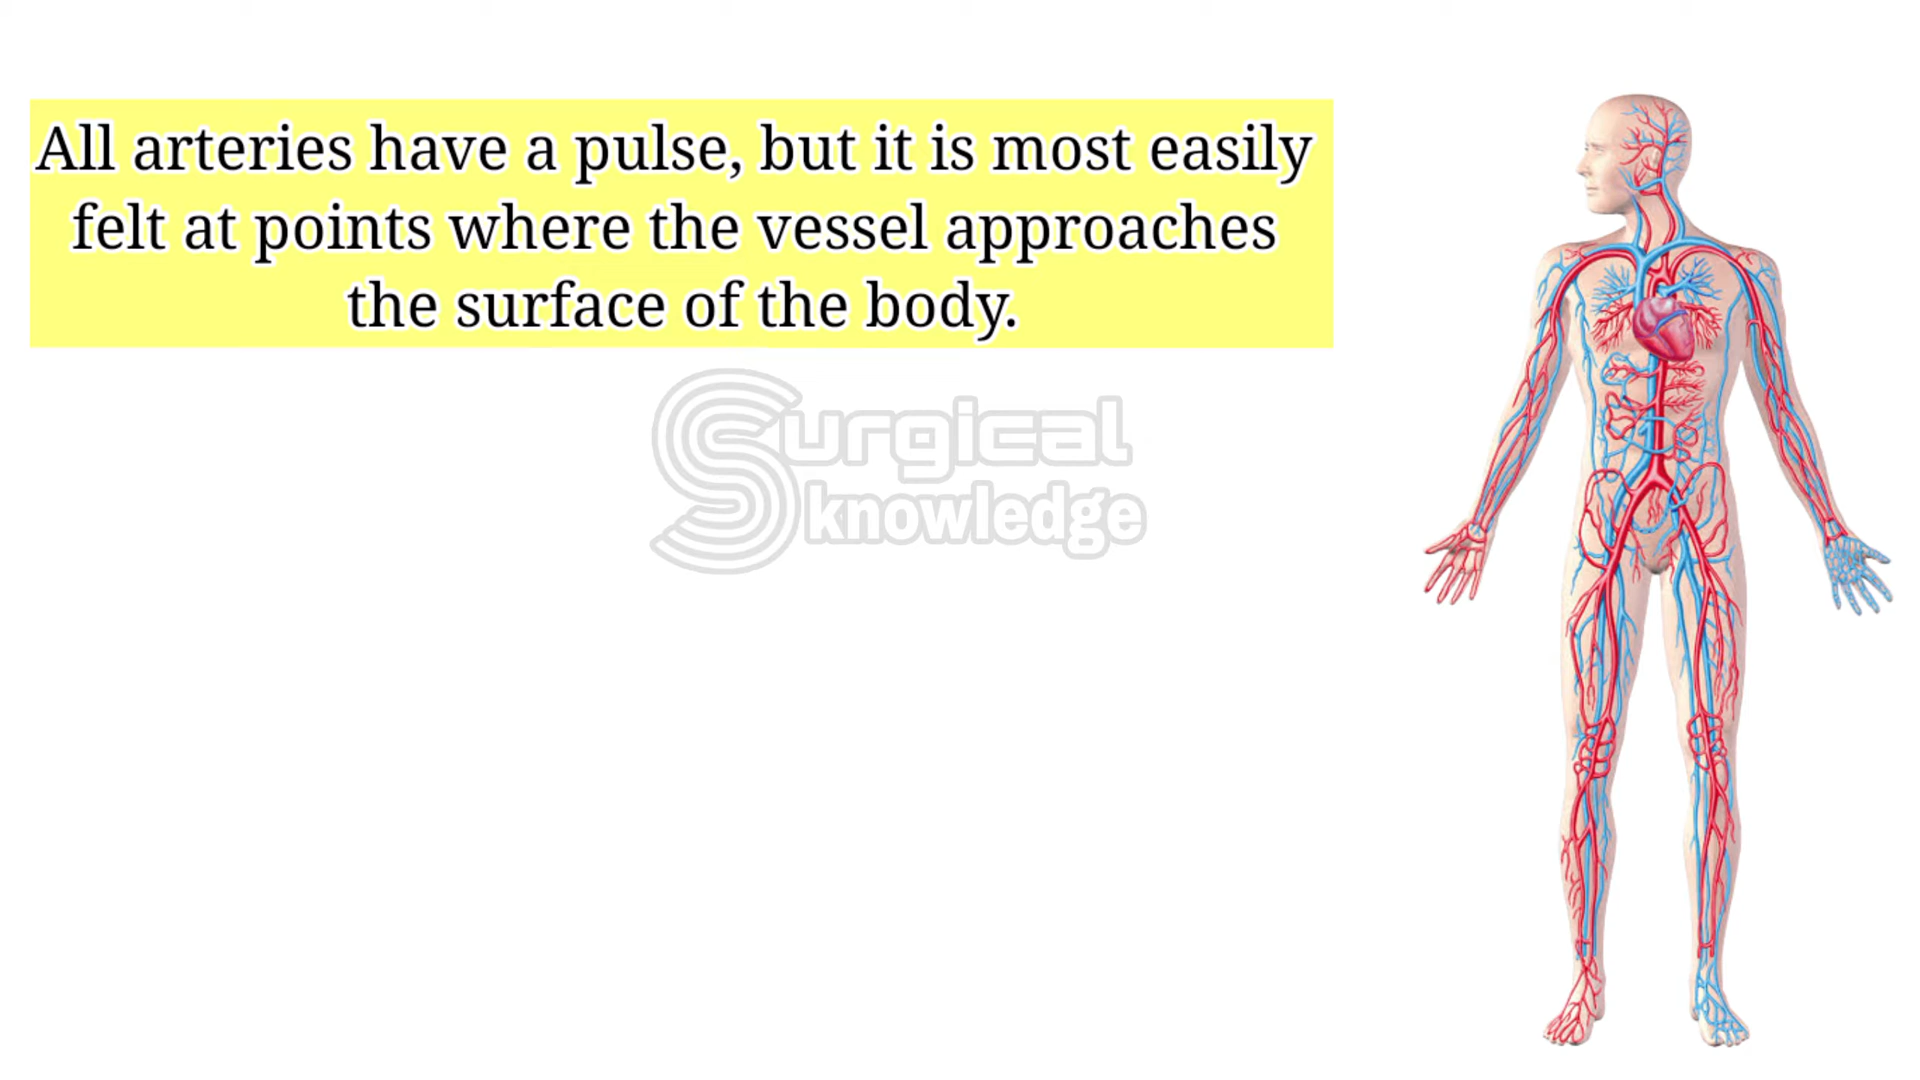 All arteries have a pulse, but it is most easily
felt at points where the vessel approaches
the surface of the body.
Surgical
knowledge